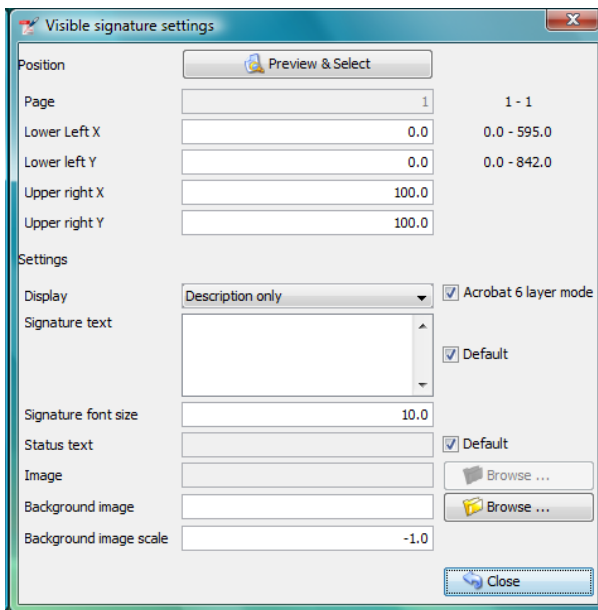 Visible signature settings
Position Preview & Select
Page 1 1 - 1
Lower Left X 0.0 0.0 - 595.0
Lower left Y 0.0 0.0 - 842.0
Upper right X 100.0
Upper right Y 100.0
Settings
Display Description only Acrobat 6 layer mode
Signature text
Default
Signature font size 10.0
Status text Default
Image Browse ...
Background image Browse ...
Background image scale -1.0
Close